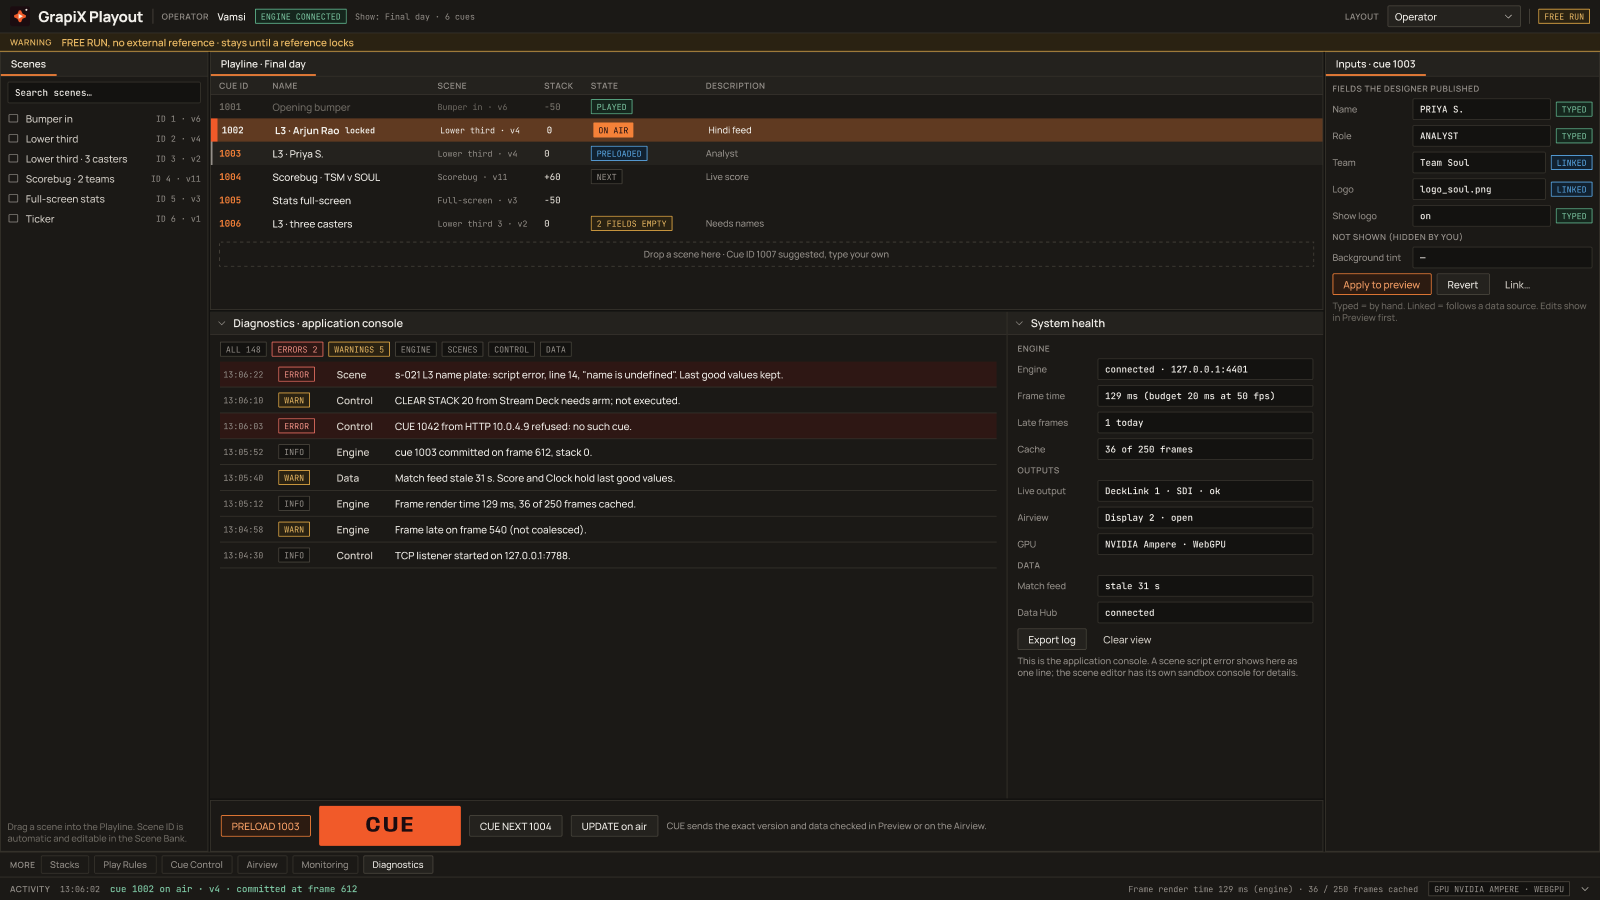 GrapiX Playout OPERATOR Vamsi ENGINE CONNECTED Show: Final day · 6 cues LAYOUT Operator FREE RUN
WARNING FREE RUN, no external reference · stays until a reference locks
Scenes
Search scenes…
Bumper in ID 1 · v6
Lower third ID 2 · v4
Lower third · 3 casters ID 3 · v2
Scorebug · 2 teams ID 4 · v11
Full-screen stats ID 5 · v3
Ticker ID 6 · v1
Drag a scene into the Playline. Scene ID is
automatic and editable in the Scene Bank.
Playline · Final day
CUE ID NAME SCENE STACK STATE DESCRIPTION
1001 Opening bumper Bumper in · v6 -50 PLAYED
1002 L3 · Arjun Rao locked Lower third · v4 0 ON AIR Hindi feed
1003 L3 · Priya S. Lower third · v4 0 PRELOADED Analyst
1004 Scorebug · TSM v SOUL Scorebug · v11 +60 NEXT Live score
1005 Stats full-screen Full-screen · v3 -50
1006 L3 · three casters Lower third 3 · v2 0 2 FIELDS EMPTY Needs names
Drop a scene here · Cue ID 1007 suggested, type your own
Diagnostics · application console
ALL 148 ERRORS 2 WARNINGS 5 ENGINE SCENES CONTROL DATA
13:06:22 ERROR Scene s-021 L3 name plate: script error, line 14, "name is undefined". Last good values kept.
13:06:10 WARN Control CLEAR STACK 20 from Stream Deck needs arm; not executed.
13:06:03 ERROR Control CUE 1042 from HTTP 10.0.4.9 refused: no such cue.
13:05:52 INFO Engine cue 1003 committed on frame 612, stack 0.
13:05:40 WARN Data Match feed stale 31 s. Score and Clock hold last good values.
13:05:12 INFO Engine Frame render time 129 ms, 36 of 250 frames cached.
13:04:58 WARN Engine Frame late on frame 540 (not coalesced).
13:04:30 INFO Control TCP listener started on 127.0.0.1:7788.
System health
ENGINE
Engine connected · 127.0.0.1:4401
Frame time 129 ms (budget 20 ms at 50 fps)
Late frames 1 today
Cache 36 of 250 frames
OUTPUTS
Live output DeckLink 1 · SDI · ok
Airview Display 2 · open
GPU NVIDIA Ampere · WebGPU
DATA
Match feed stale 31 s
Data Hub connected
Export log Clear view
This is the application console. A scene script error shows here as
one line; the scene editor has its own sandbox console for details.
Inputs · cue 1003
FIELDS THE DESIGNER PUBLISHED
Name PRIYA S. TYPED
Role ANALYST TYPED
Team Team Soul LINKED
Logo logo_soul.png LINKED
Show logo on TYPED
NOT SHOWN (HIDDEN BY YOU)
Background tint —
Apply to preview Revert Link…
Typed = by hand. Linked = follows a data source. Edits show
in Preview first.
PRELOAD 1003 CUE CUE NEXT 1004 UPDATE on air CUE sends the exact version and data checked in Preview or on the Airview.
MORE Stacks Play Rules Cue Control Airview Monitoring Diagnostics
ACTIVITY 13:06:02 cue 1002 on air · v4 · committed at frame 612 Frame render time 129 ms (engine) · 36 / 250 frames cached GPU NVIDIA AMPERE · WEBGPU